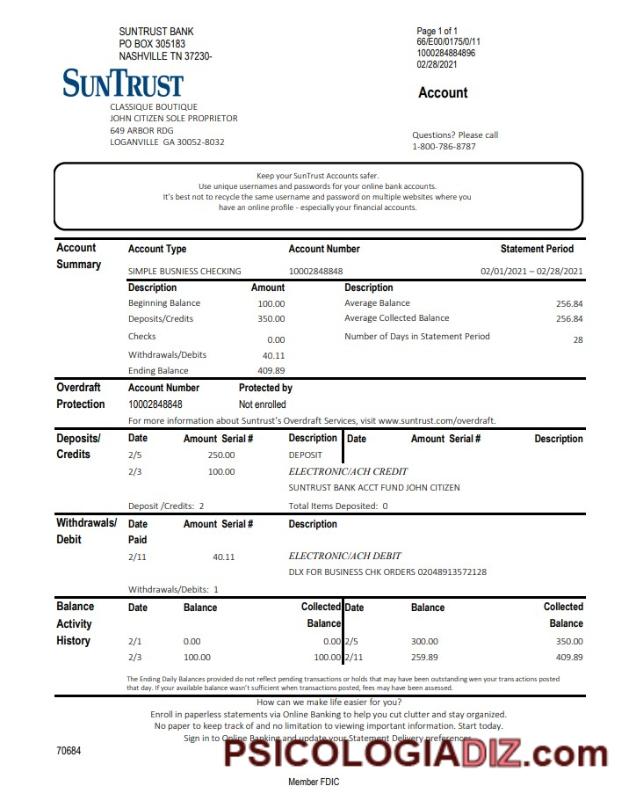 SUNTRUST BANK
PO BOX 305183
NASHVILLE TN 37230-
Page 1 of 1
66/E00/0175/0/11
1000284884896
02/28/2021
SUNTRUST
Account
CLASSIQUE BOUTIQUE
JOHN CITIZEN SOLE PROPRIETOR
649 ARBOR RDG
LOGANVILLE GA 30052-8032
Questions? Please call
1-800-786-8787
Keep your SunTrust Accounts safer.
Use unique usernames and passwords for your online bank accounts.
It's best not to recycle the same username and password on multiple websites where you
have an online profile - especially your financial accounts.
Account Summary
Account Type Account Number Statement Period
SIMPLE BUSNIESS CHECKING 10002848848 02/01/2021 – 02/28/2021
Description Amount Description
Beginning Balance 100.00 Average Balance 256.84
Deposits/Credits 350.00 Average Collected Balance 256.84
Checks 0.00 Number of Days in Statement Period 28
Withdrawals/Debits 40.11
Ending Balance 409.89
Overdraft Protection
Account Number Protected by
10002848848 Not enrolled
For more information about Suntrust's Overdraft Services, visit www.suntrust.com/overdraft.
Deposits/ Credits
Date Amount Serial # Description Date Amount Serial # Description
2/5 250.00 DEPOSIT
2/3 100.00 ELECTRONIC/ACH CREDIT
SUNTRUST BANK ACCT FUND JOHN CITIZEN
Deposit /Credits: 2 Total Items Deposited: 0
Withdrawals/ Debit
Date Paid Amount Serial # Description
2/11 40.11 ELECTRONIC/ACH DEBIT
DLX FOR BUSINESS CHK ORDERS 02048913572128
Withdrawals/Debits: 1
Balance Activity History
Date Balance Collected Balance Date Balance Collected Balance
2/1 0.00 0.00 2/5 300.00 350.00
2/3 100.00 100.00 2/11 259.89 409.89
The Ending Daily Balances provided do not reflect pending transactions or holds that may have been outstanding wen your transactions posted
that day. If your available balance wasn't sufficient when transactions posted, fees may have been assessed.
How can we make life easier for you?
Enroll in paperless statements via Online Banking to help you cut clutter and stay organized.
No paper to keep track of and no limitation to viewing important information. Start today.
Sign in to Online Banking and update your Statement Delivery preferences.
70684
PSICOLOGIADIZ.com
Member FDIC